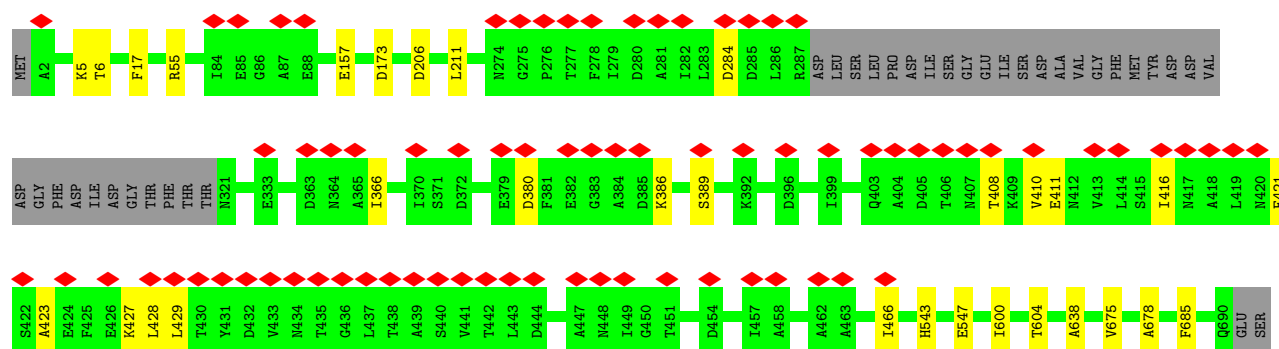 MET A2 K5 T6 F17 R55 I84 E85 G86 A87 E88 E157 D173 D206 L211 N274 G275 P276 T277 F278 I279 D280 A281 I282 L283 D284 D285 L286 R287 ASP LEU SER LEU PRO ASP ILE SER GLY GLU ILE SER ASP ALA VAL GLY PHE MET TYR ASP ASP VAL
ASP GLY PHE ASP ILE ASP GLY THR PHE THR THR N321 E333 D363 N364 A365 I366 I370 S371 D372 E379 D380 F381 E382 G383 A384 D385 K386 S389 K392 D396 I399 Q403 A404 D405 T406 N407 T408 K409 V410 E411 N412 V413 L414 S415 I416 N417 A418 L419 N420 E421
S422 A423 E424 F425 E426 K427 L428 L429 T430 Y431 D432 V433 N434 T435 G436 L437 T438 A439 S440 V441 T442 L443 D444 A447 N448 I449 G450 T451 D454 I457 A458 A462 A463 I466 H543 E547 I600 T604 A638 V675 A678 F685 Q690 GLU SER